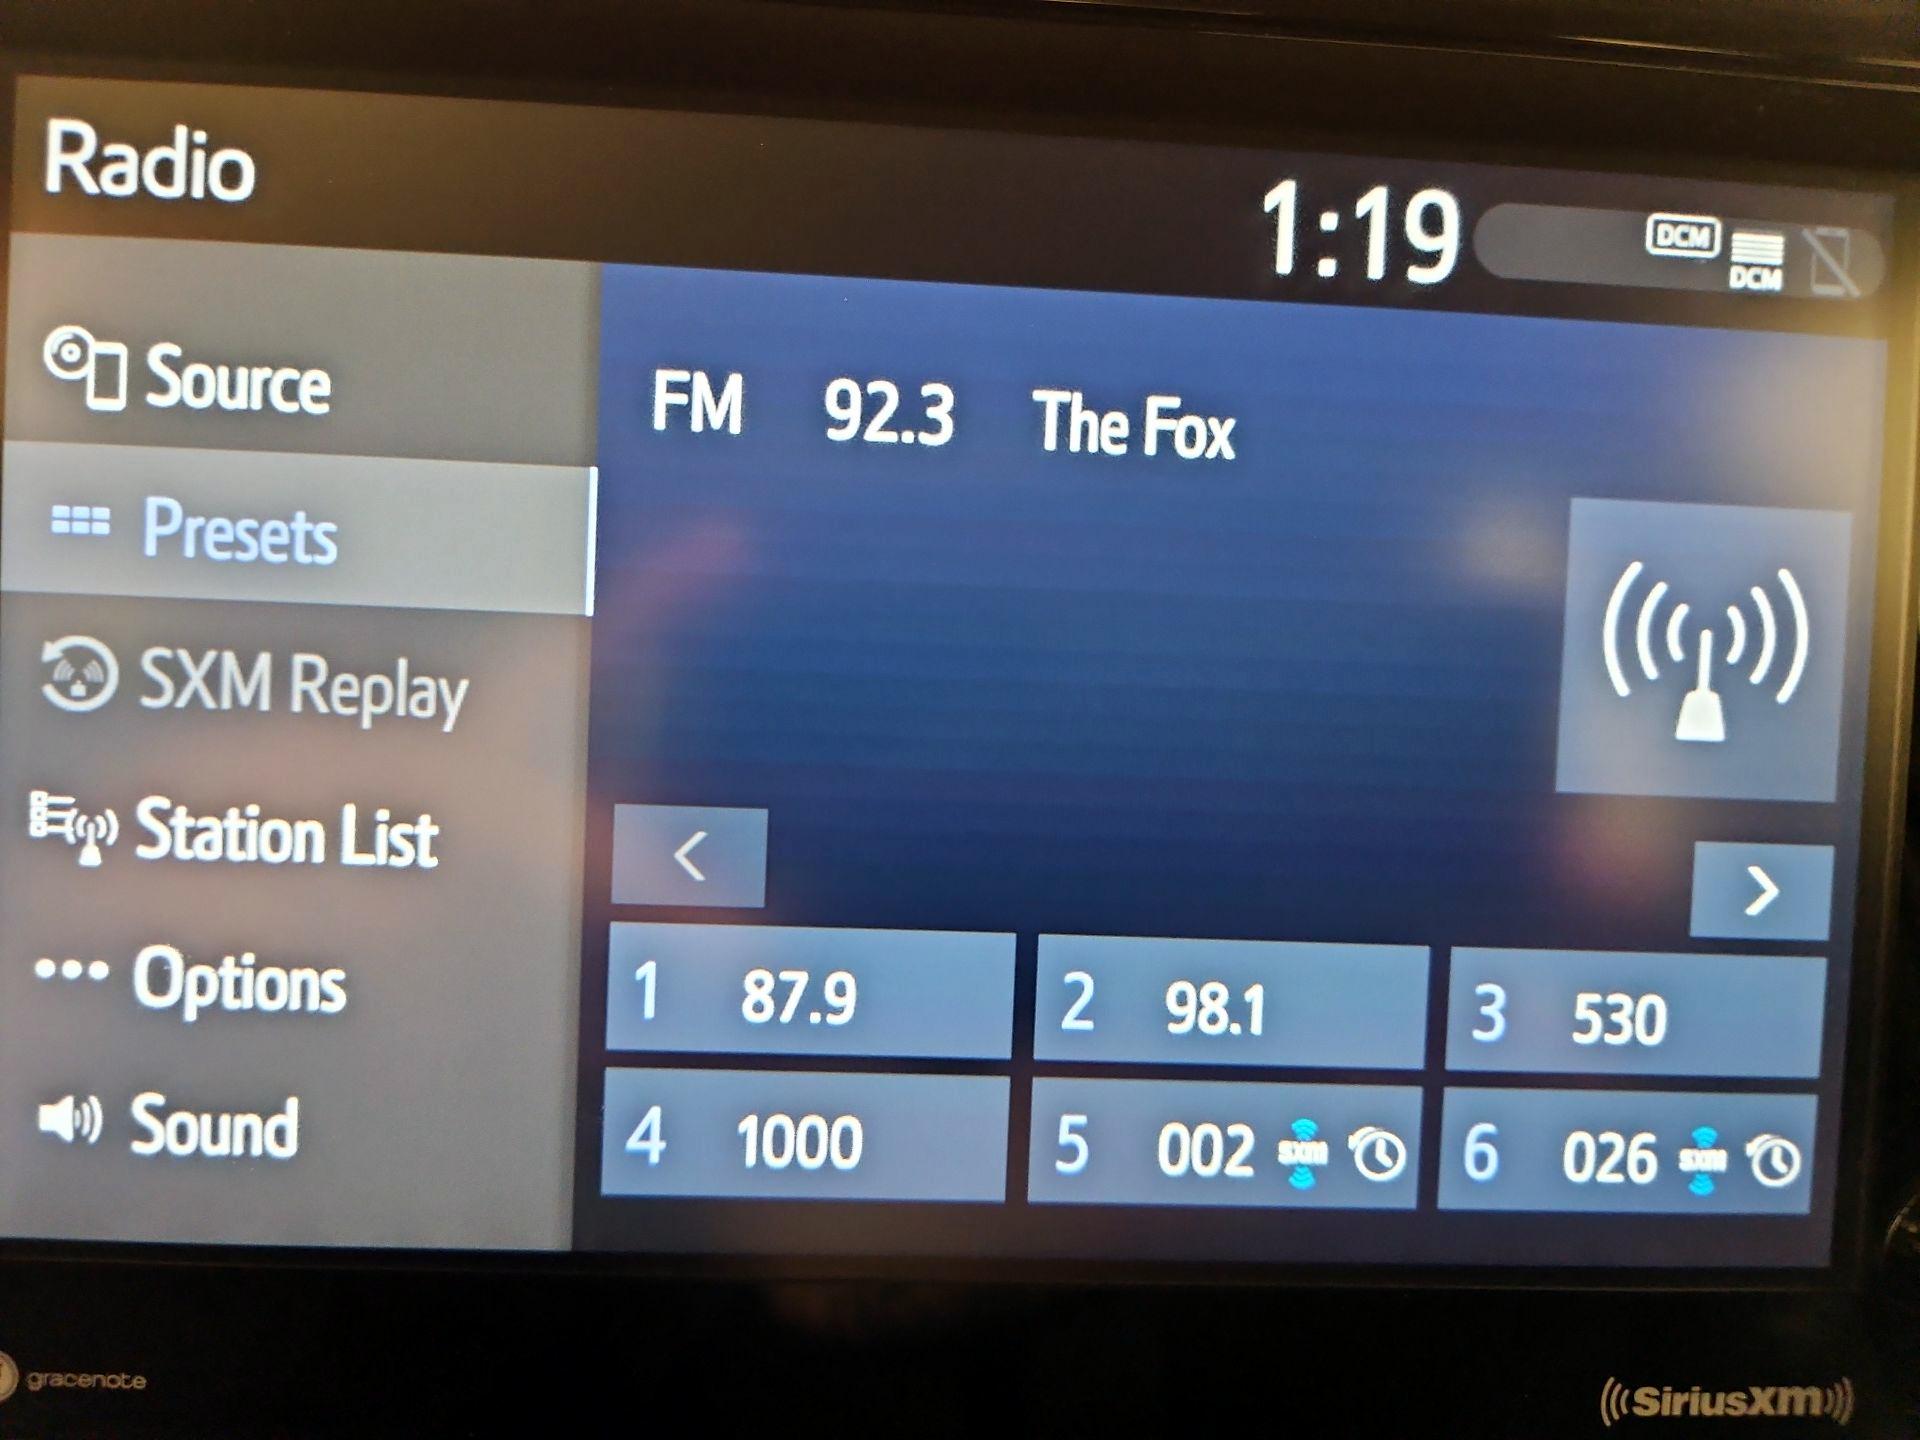 Radio
1:19
DCM
DCM
Source
FM 92.3 The Fox
Presets
SXM Replay
Station List
Options
Sound
1 87.9
2 98.1
3 530
4 1000
5 002 sxm
6 026 sxm
gracenote
SiriusXM